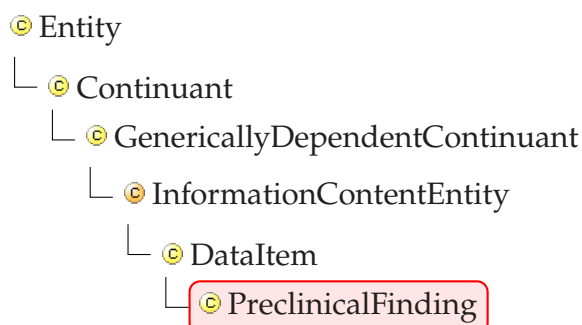 Entity
Continuant
GenericallyDependentContinuant
InformationContentEntity
DataItem
PreclinicalFinding